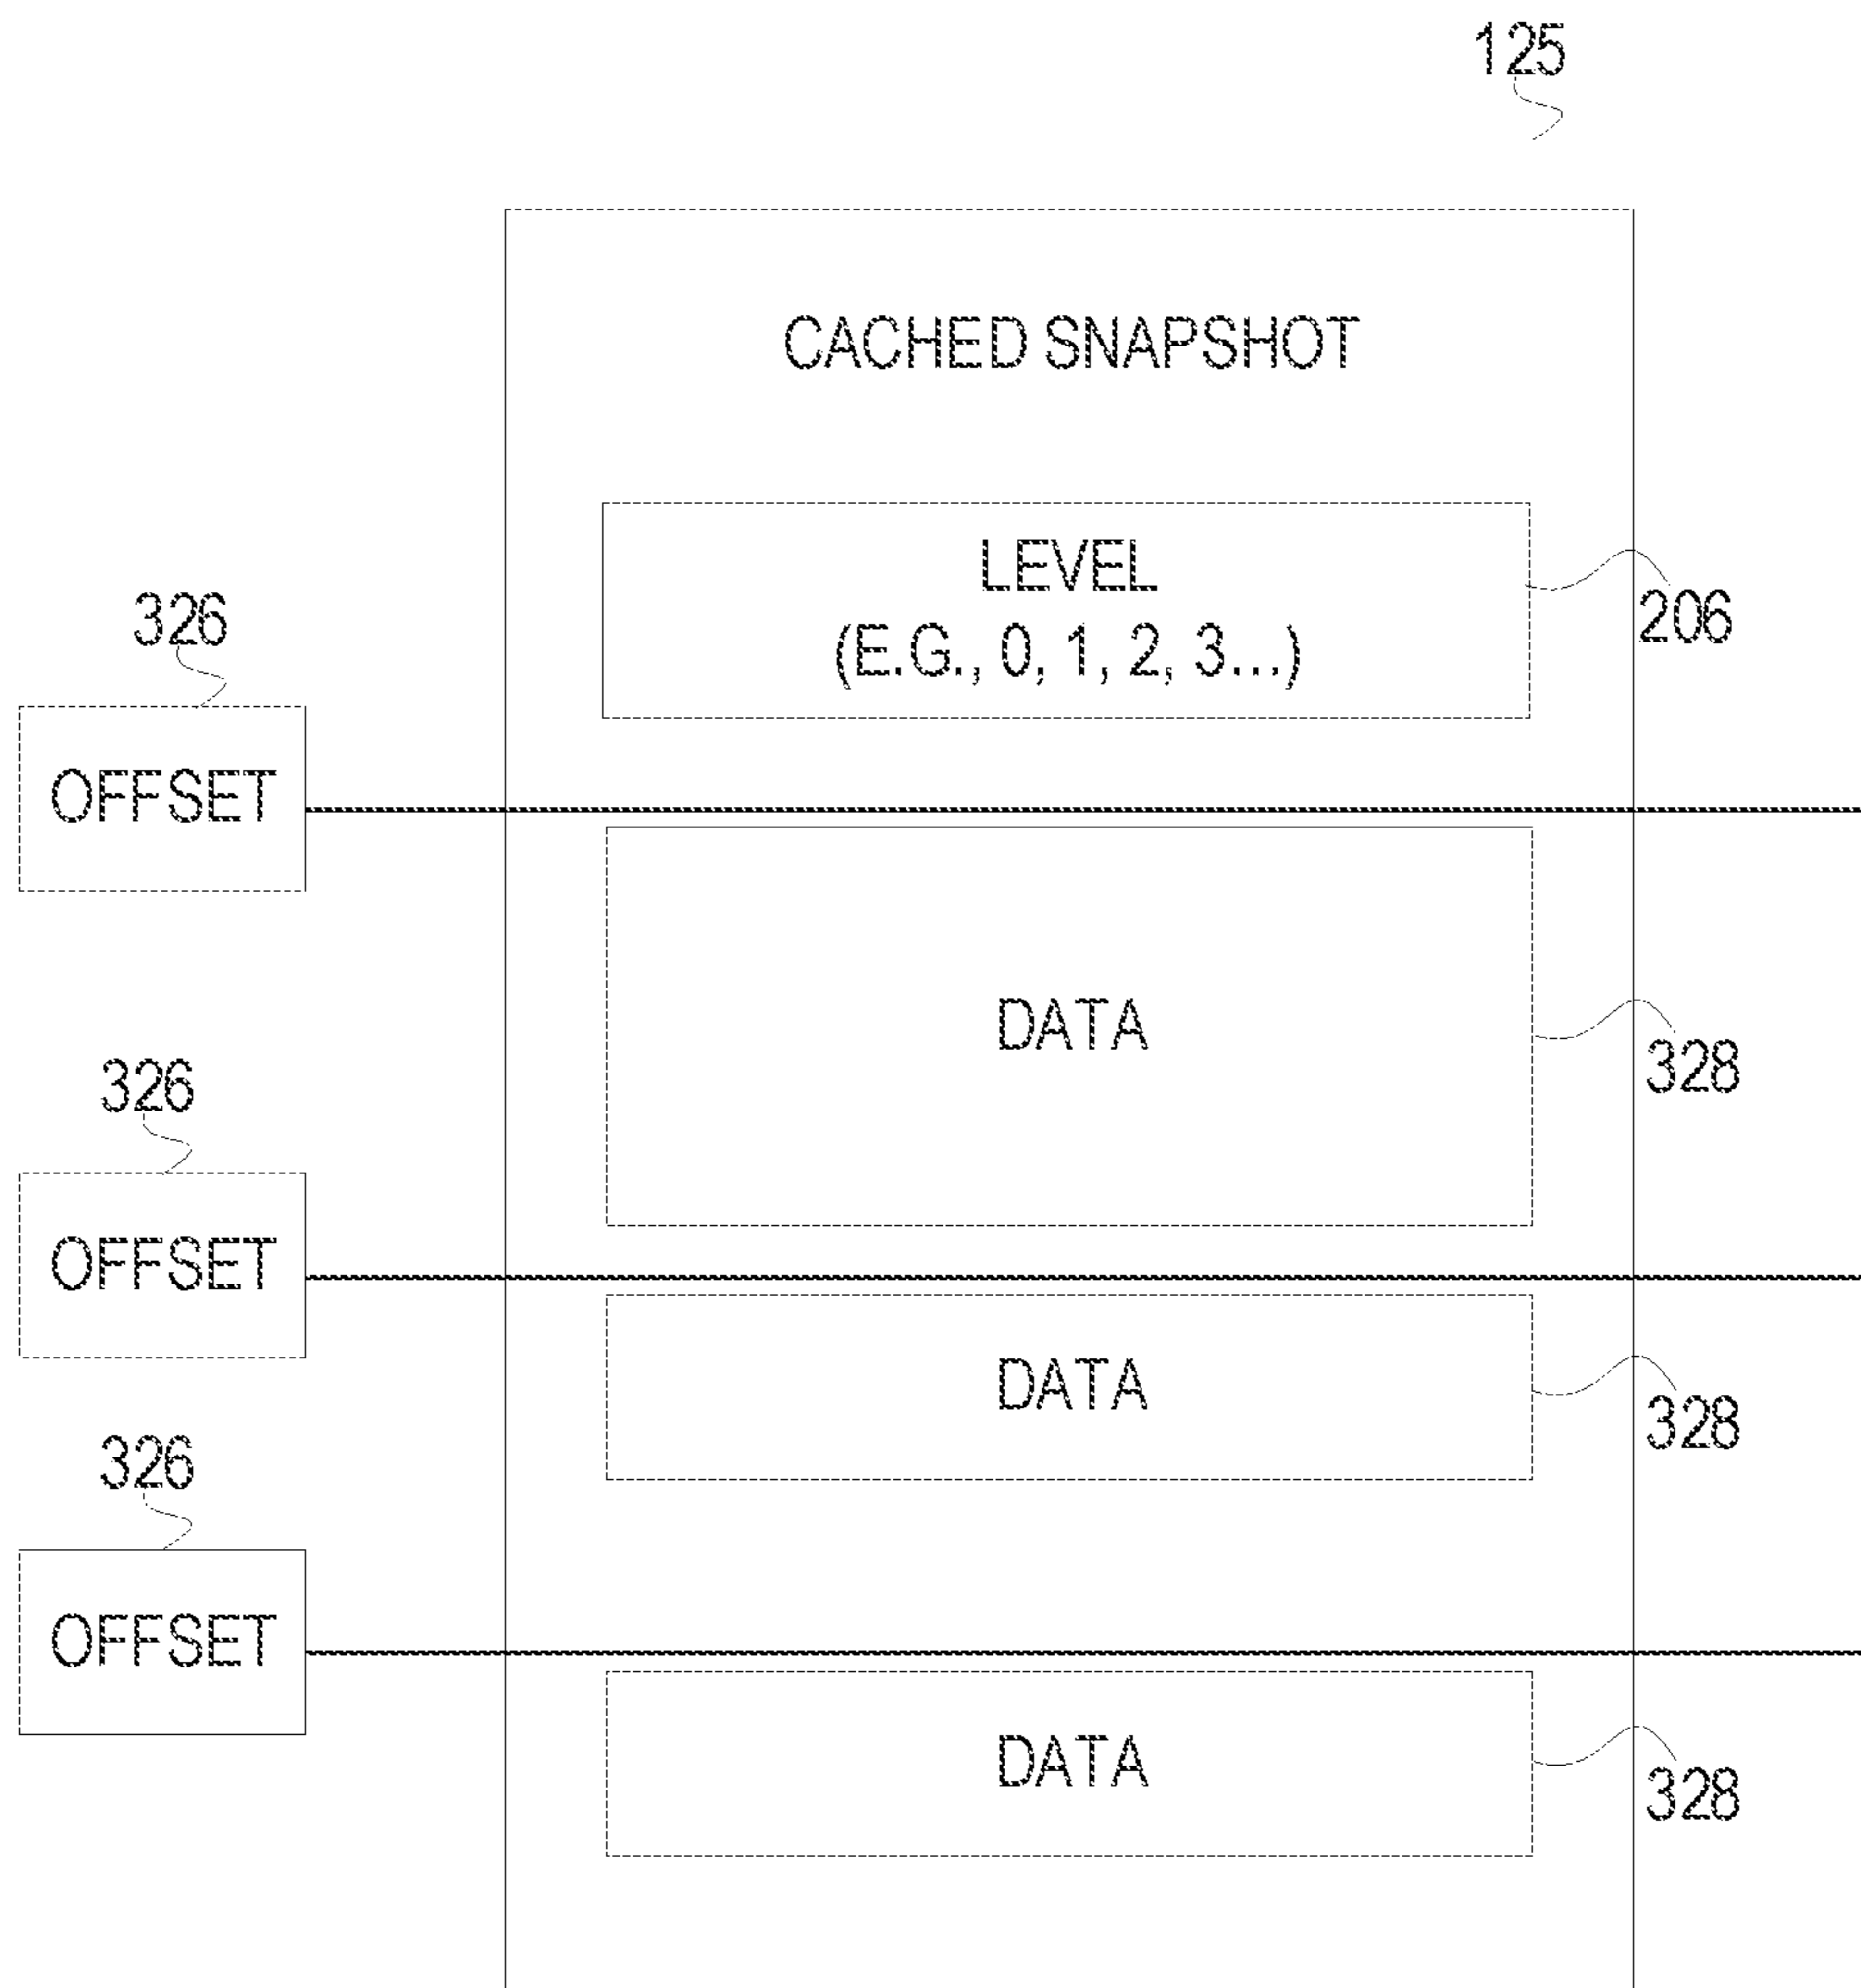 125
CACHED SNAPSHOT
LEVEL
(E.G., 0, 1, 2, 3...)
206
326
OFFSET
DATA
328
326
OFFSET
DATA
328
326
OFFSET
DATA
328